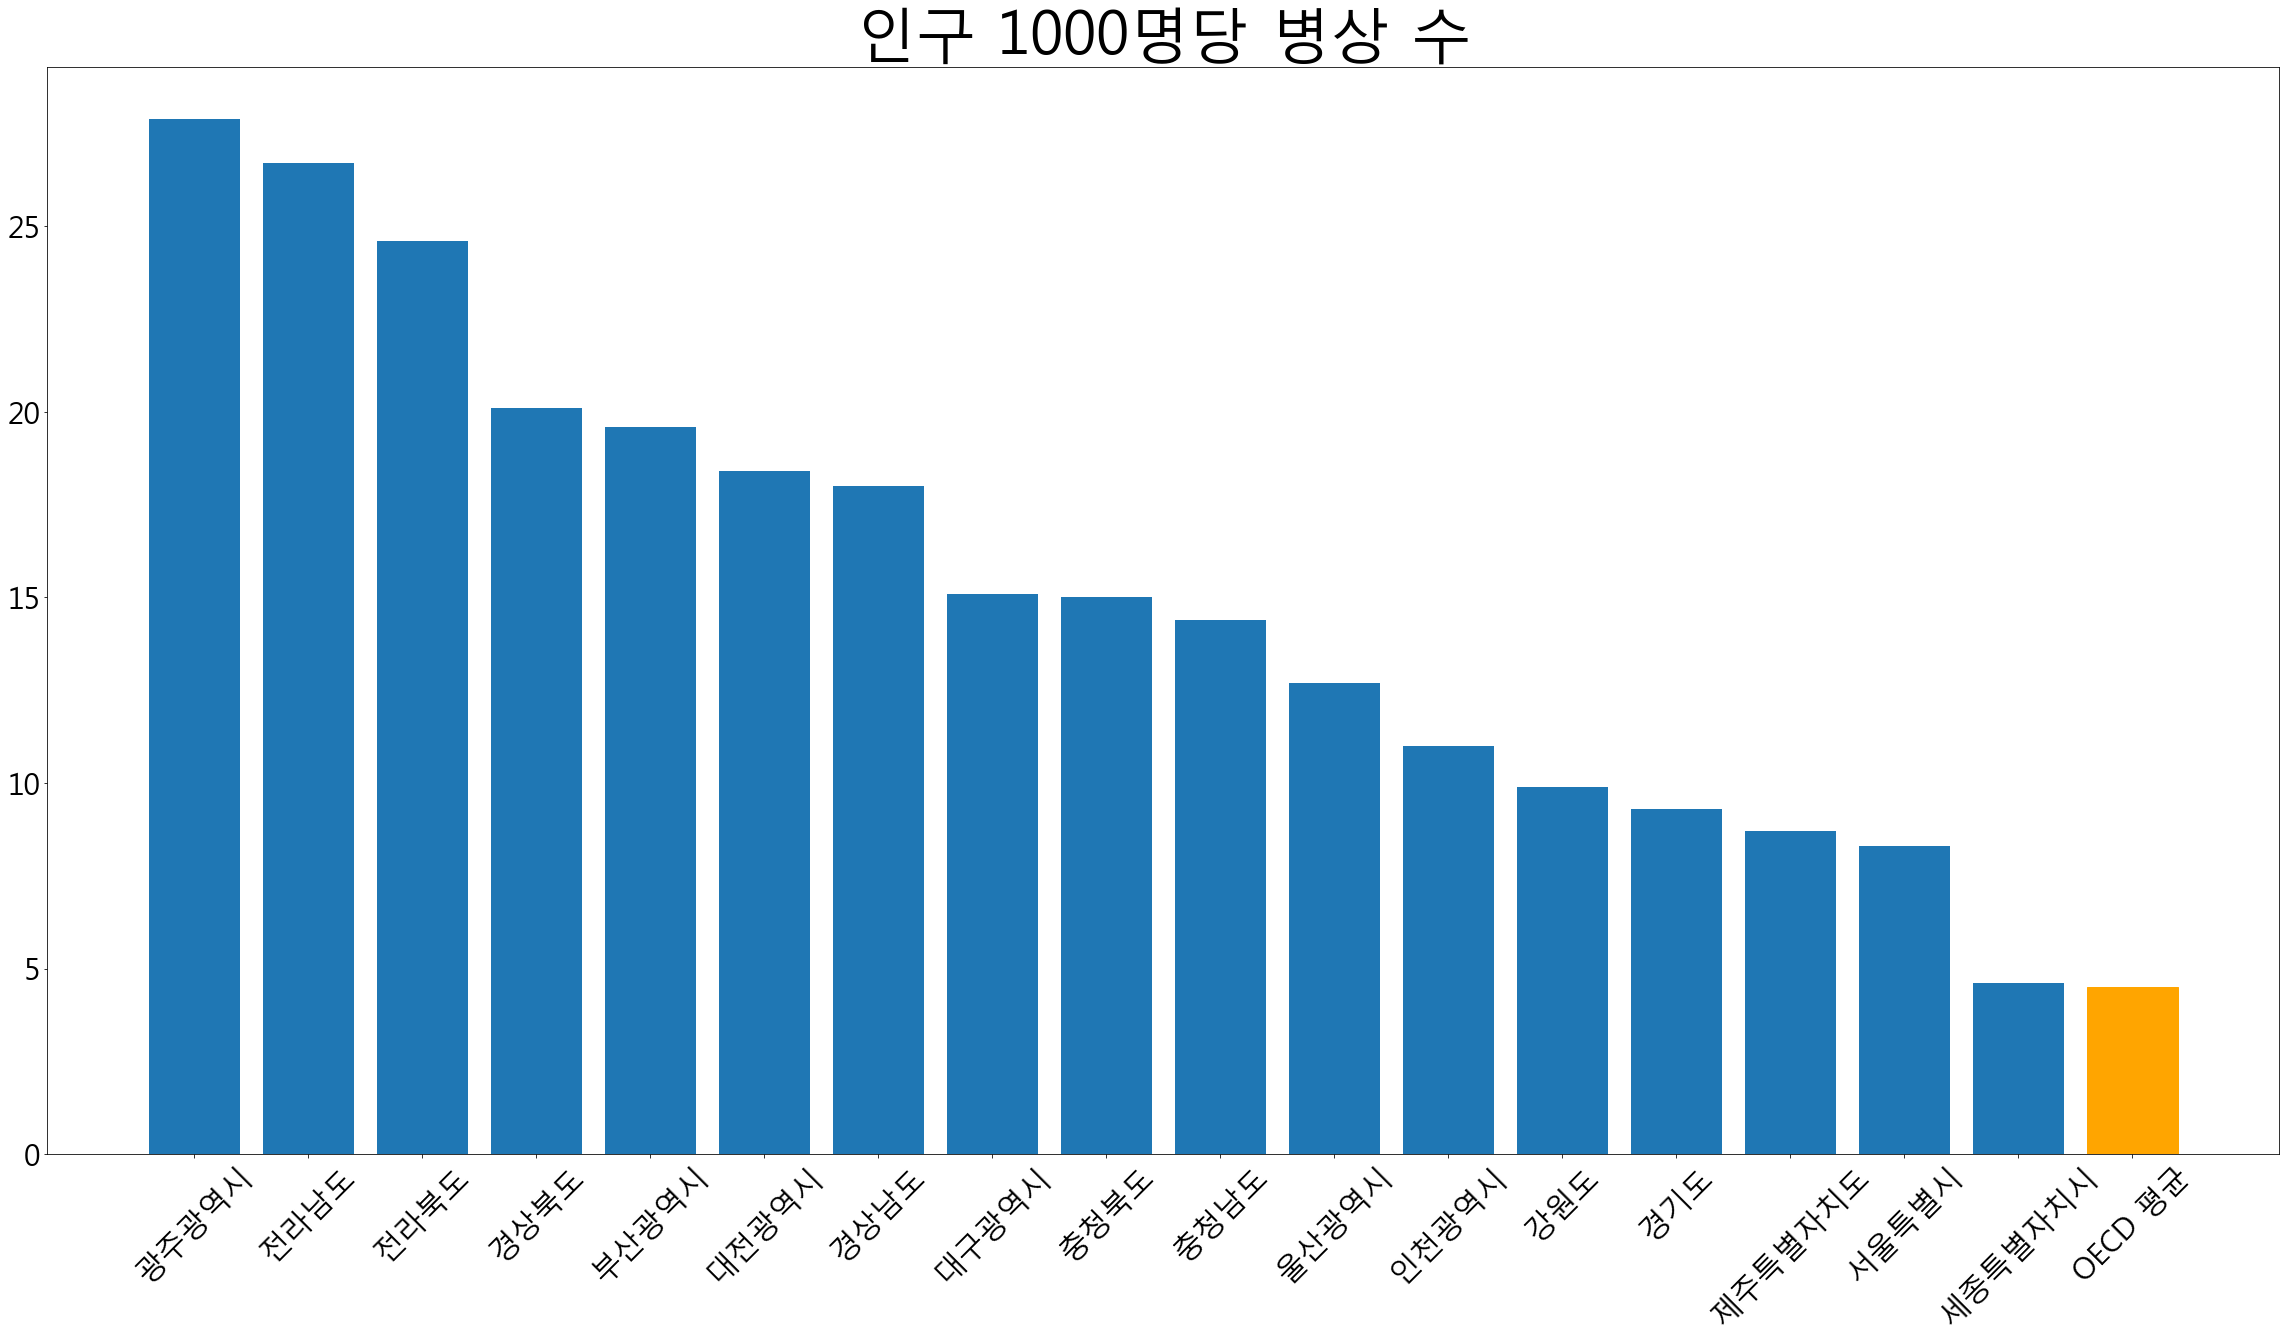 인구 1000명당 병상 수
25
20
15
10
5
0
광주광역시
전라남도
전라북도
경상북도
부산광역시
대전광역시
경상남도
대구광역시
충청북도
충청남도
울산광역시
인천광역시
강원도
경기도
제주특별자치도
서울특별시
세종특별자치시
OECD 평균